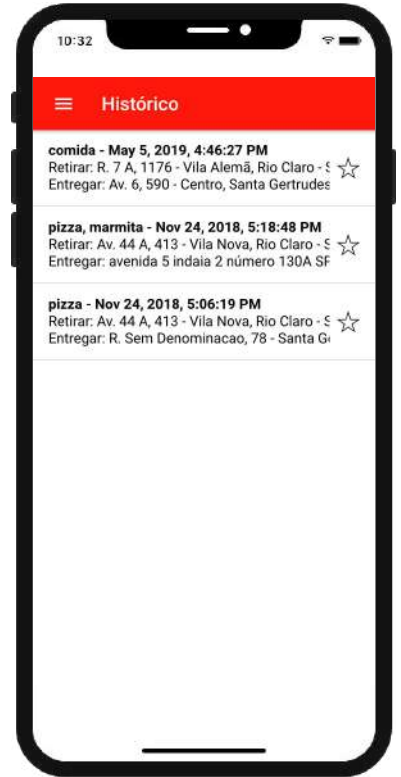 10:32
Histórico
comida - May 5, 2019, 4:46:27 PM
Retirar: R. 7 A, 1176 - Vila Alemã, Rio Claro - S
Entregar: Av. 6, 590 - Centro, Santa Gertrudes
pizza, marmita - Nov 24, 2018, 5:18:48 PM
Retirar: Av. 44 A, 413 - Vila Nova, Rio Claro - S
Entregar: avenida 5 indaia 2 número 130A SP
pizza - Nov 24, 2018, 5:06:19 PM
Retirar: Av. 44 A, 413 - Vila Nova, Rio Claro - S
Entregar: R. Sem Denominacao, 78 - Santa G